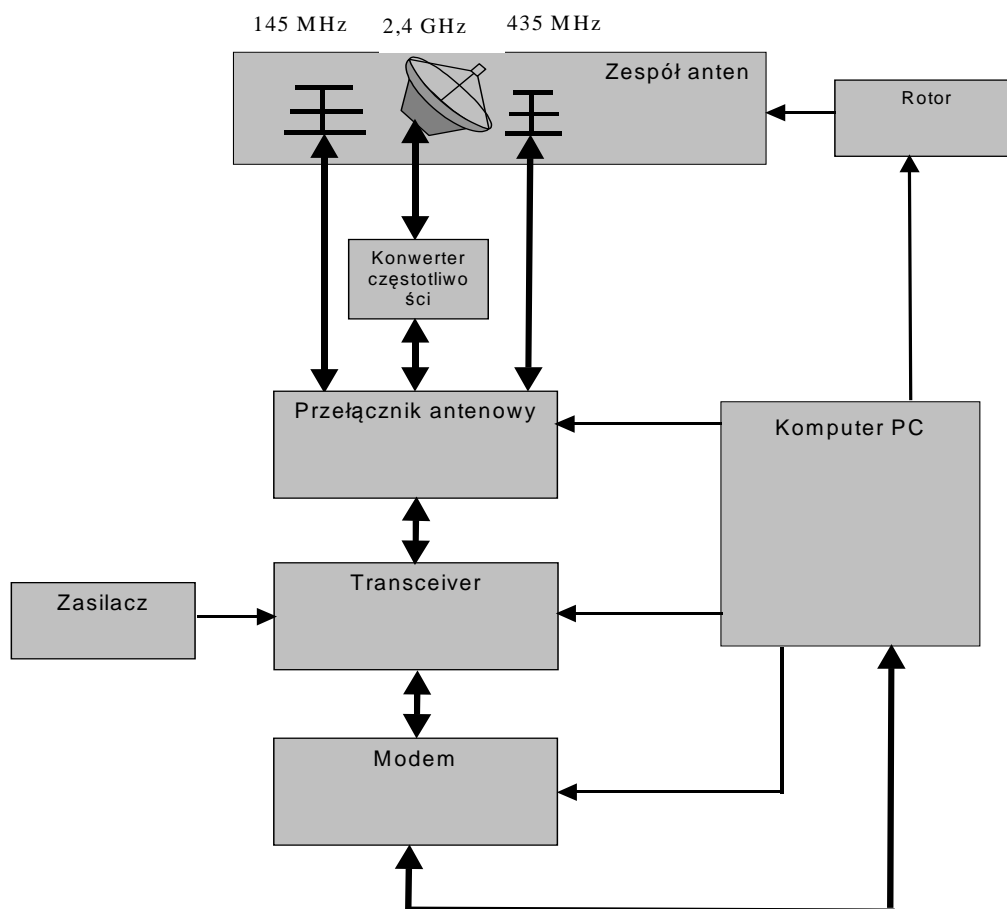 145 MHz
2,4 GHz
435 MHz
Zespół anten
Rotor
Konwerter
częstotliwo
ści
Przełącznik antenowy
Komputer PC
Transceiver
Zasilacz
Modem